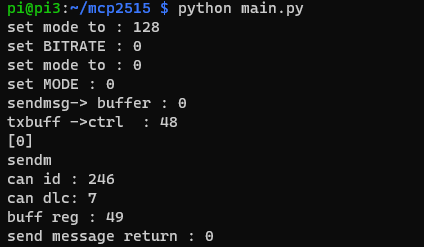 pi@pi3:~/mcp2515 $ python main.py
set mode to : 128
set BITRATE : 0
set mode to : 0
set MODE : 0
sendmsg-> buffer : 0
txbuff ->ctrl  : 48
[0]
sendm
can id : 246
can dlc: 7
buff reg : 49
send message return : 0